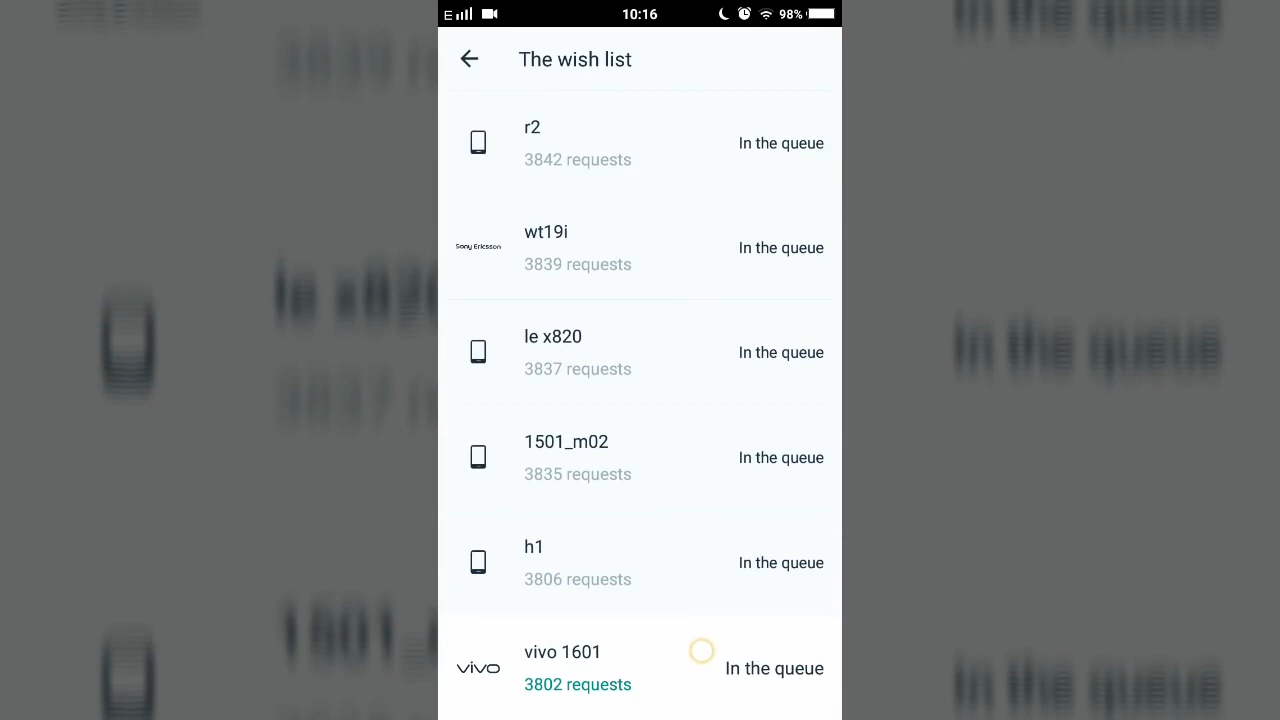 E 10:16 98%
The wish list
r2
3842 requests
In the queue
Sony Ericsson
wt19i
3839 requests
In the queue
le x820
3837 requests
In the queue
1501_m02
3835 requests
In the queue
h1
3806 requests
In the queue
vivo
vivo 1601
3802 requests
In the queue